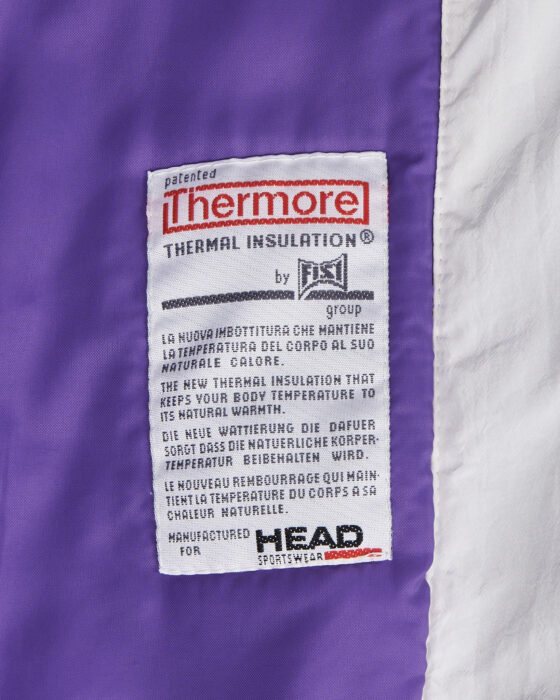 patented
Thermore
THERMAL INSULATION®
by FISI
group
LA NUOVA IMBOTTITURA CHE MANTIENE
LA TEMPERATURA DEL CORPO AL SUO
NATURALE CALORE.
THE NEW THERMAL INSULATION THAT
KEEPS YOUR BODY TEMPERATURE TO
ITS NATURAL WARMTH.
DIE NEUE WATTIERUNG DIE DAFUER
SORGT DASS DIE NATUERLICHE KORPER-
TEMPERATUR BEIBEHALTEN WIRD.
LE NOUVEAU REMBOURRAGE QUI MAIN-
TIENT LA TEMPERATURE DU CORPS A SA
CHALEUR NATURELLE.
MANUFACTURED
FOR
HEAD
SPORTSWEAR